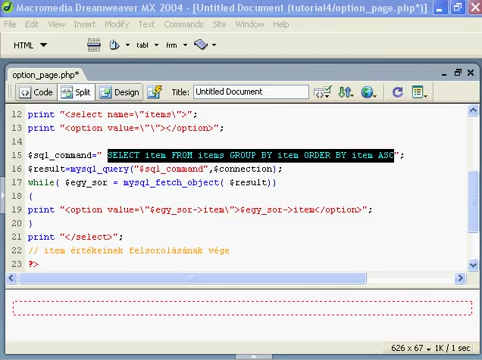 Macromedia Dreamweaver MX 2004 - [Untitled Document (tutorial4/option_page.php*)]
File Edit View Insert Modify Text Commands Site Window Help
HTML
option_page.php*
Code Split Design Title: Untitled Document
12 print "<select name=\"items\">";
13 print "<option value=\"\"></option>";
14
15 $sql_command=" SELECT item FROM items GROUP BY item ORDER BY item ASC";
16 $result=mysql_query("$sql_command",$connection);
17 while( $egy_sor = mysql_fetch_object( $result))
18 {
19 print "<option value=\"$egy_sor->item\">$egy_sor->item</option>";
20 }
21 print "</select>";
22 // item értékeinek felsorolásának vége
23 ?>
626 x 67 1K / 1 sec